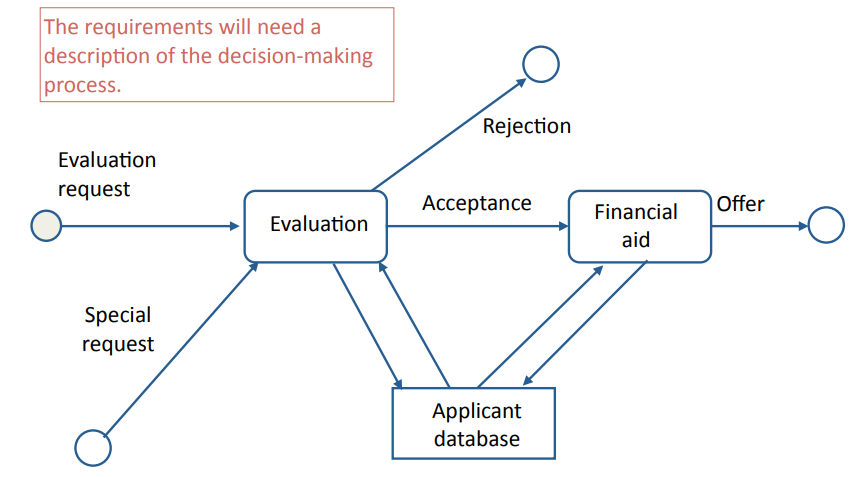 The requirements will need a
description of the decision-making
process.
Rejection
Evaluation
request
Acceptance
Offer
Evaluation
Financial
aid
Special
request
Applicant
database